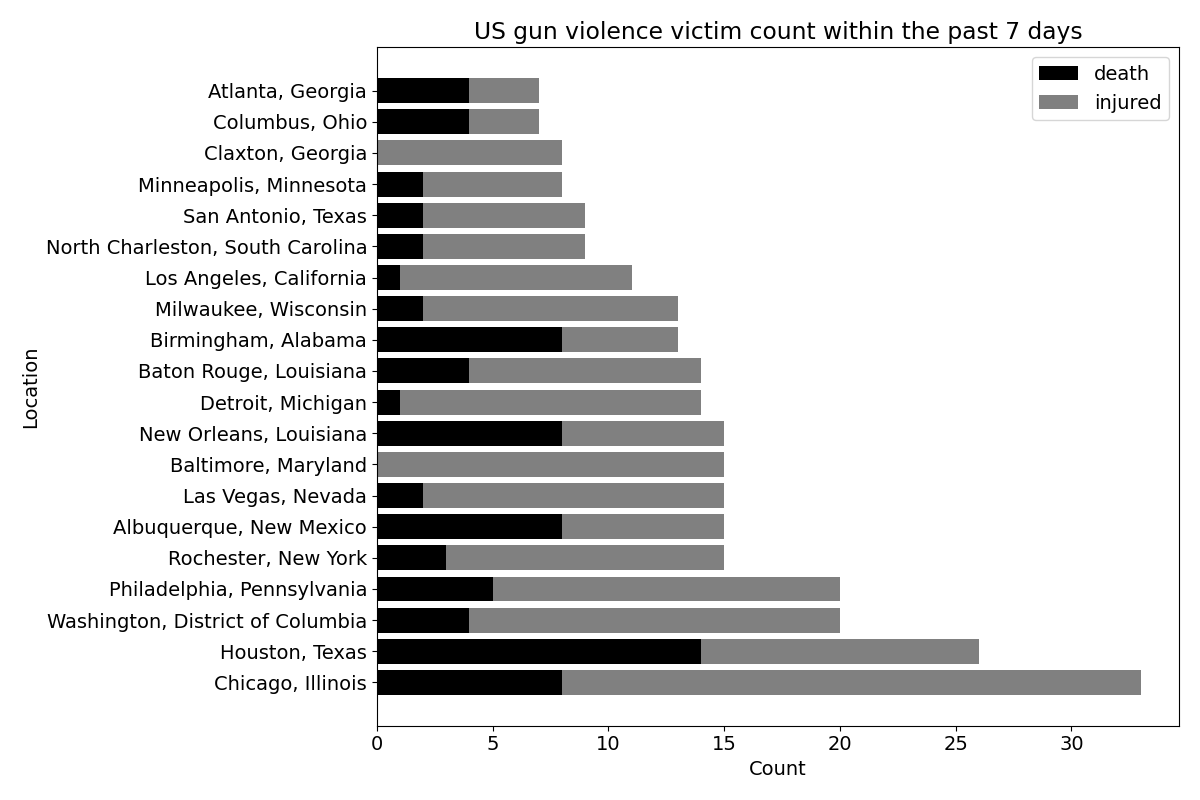 US gun violence victim count within the past 7 days
death
injured
Location
Atlanta, Georgia
Columbus, Ohio
Claxton, Georgia
Minneapolis, Minnesota
San Antonio, Texas
North Charleston, South Carolina
Los Angeles, California
Milwaukee, Wisconsin
Birmingham, Alabama
Baton Rouge, Louisiana
Detroit, Michigan
New Orleans, Louisiana
Baltimore, Maryland
Las Vegas, Nevada
Albuquerque, New Mexico
Rochester, New York
Philadelphia, Pennsylvania
Washington, District of Columbia
Houston, Texas
Chicago, Illinois
0 5 10 15 20 25 30
Count